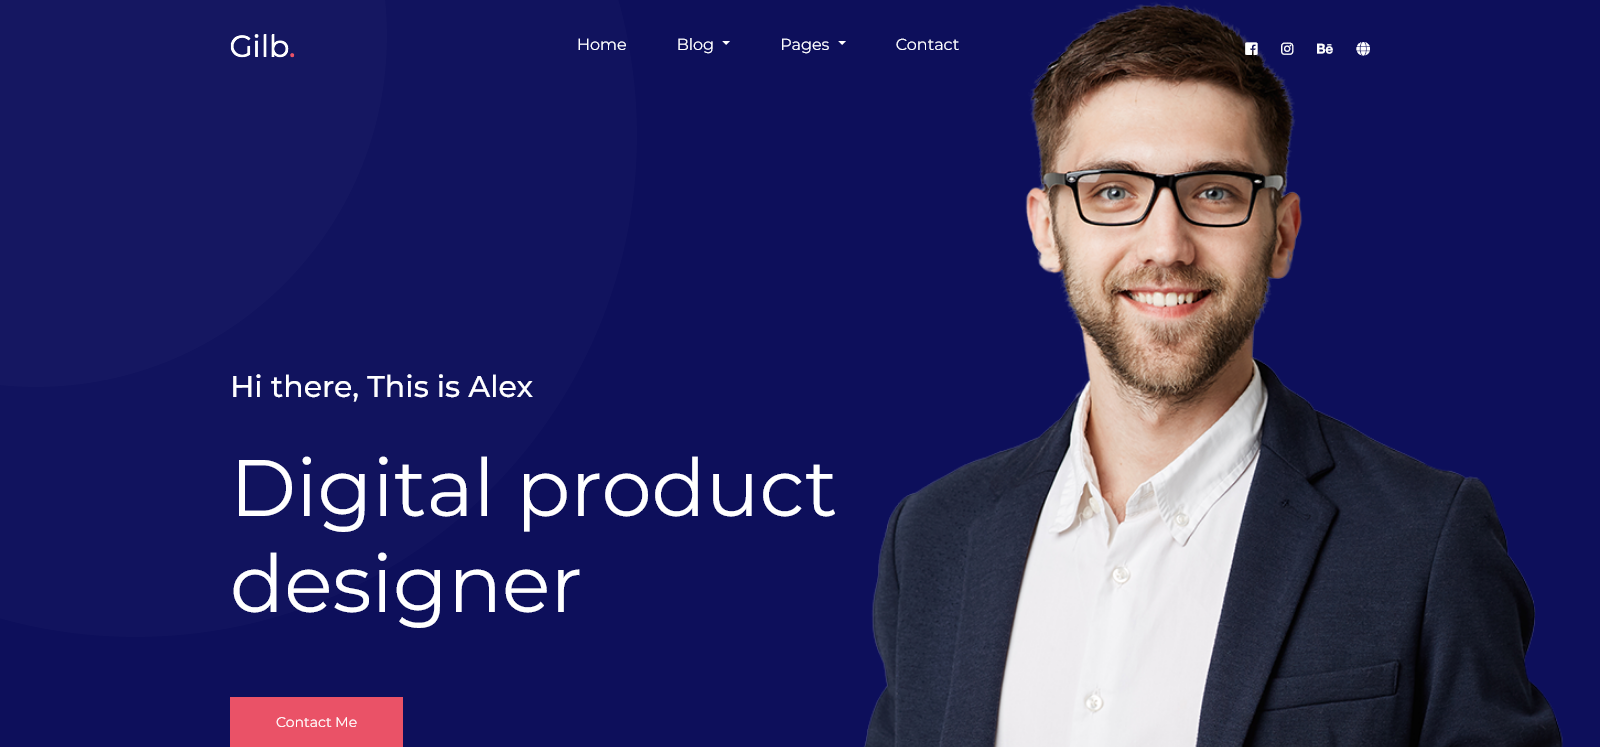 Gilb.
Home Blog Pages Contact
Bē
Hi there, This is Alex
Digital product
designer
Contact Me